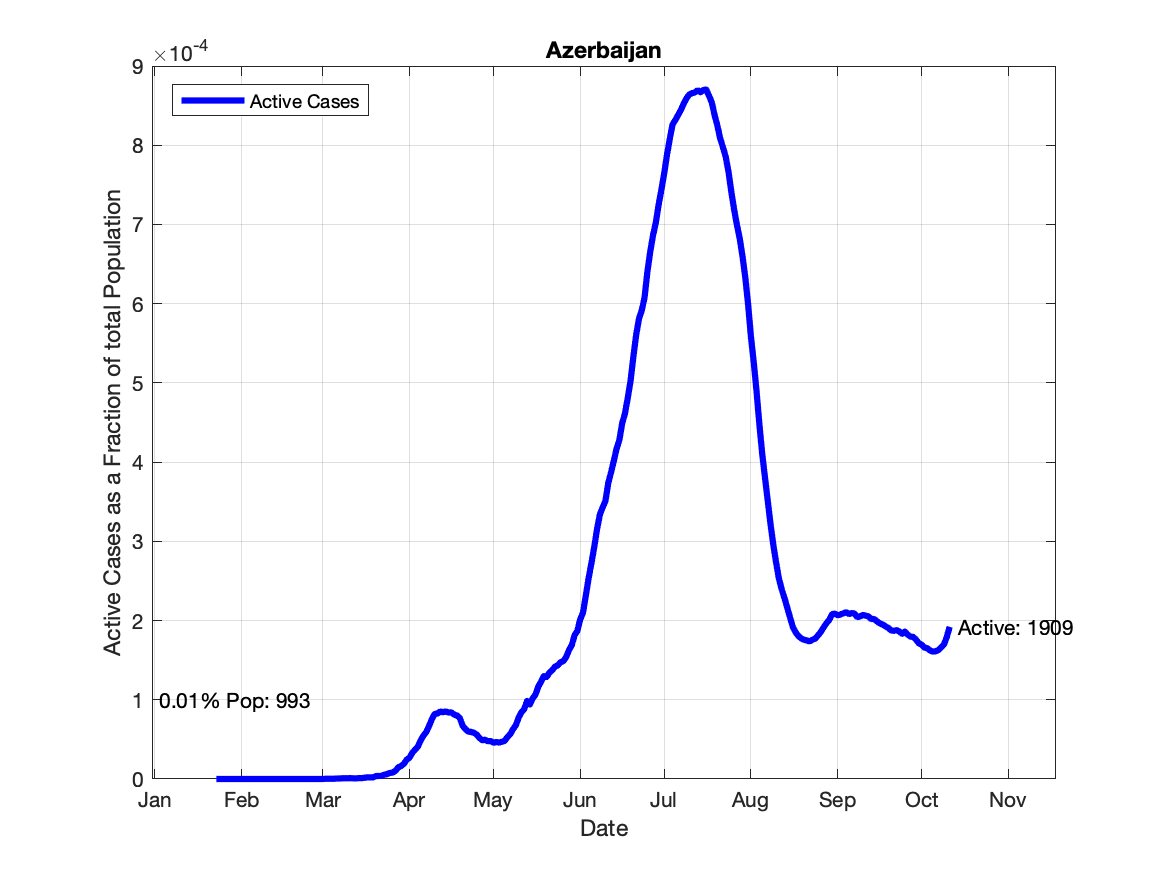 Azerbaijan
×10-4
9
8
7
6
5
4
3
2
1
0
Active Cases
Active Cases as a Fraction of total Population
0.01% Pop: 993
Active: 1909
Jan Feb Mar Apr May Jun Jul Aug Sep Oct Nov
Date